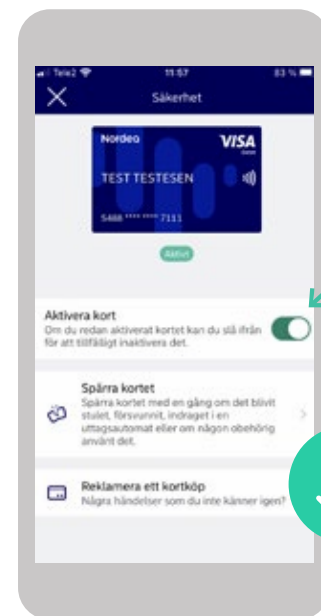 Tele2 11:57 83 %
Säkerhet
Nordea VISA
Debit
TEST TESTESEN
5488 **** **** 7111
Aktivt
Aktivera kort
Om du redan aktiverat kortet kan du slå ifrån
för att tillfälligt inaktivera det.
Spärra kortet
Spärra kortet med en gång om det blivit
stulet, försvunnit, indraget i en
uttagsautomat eller om någon obehörig
använt det.
Reklamera ett kortköp
Några händelser som du inte känner igen?